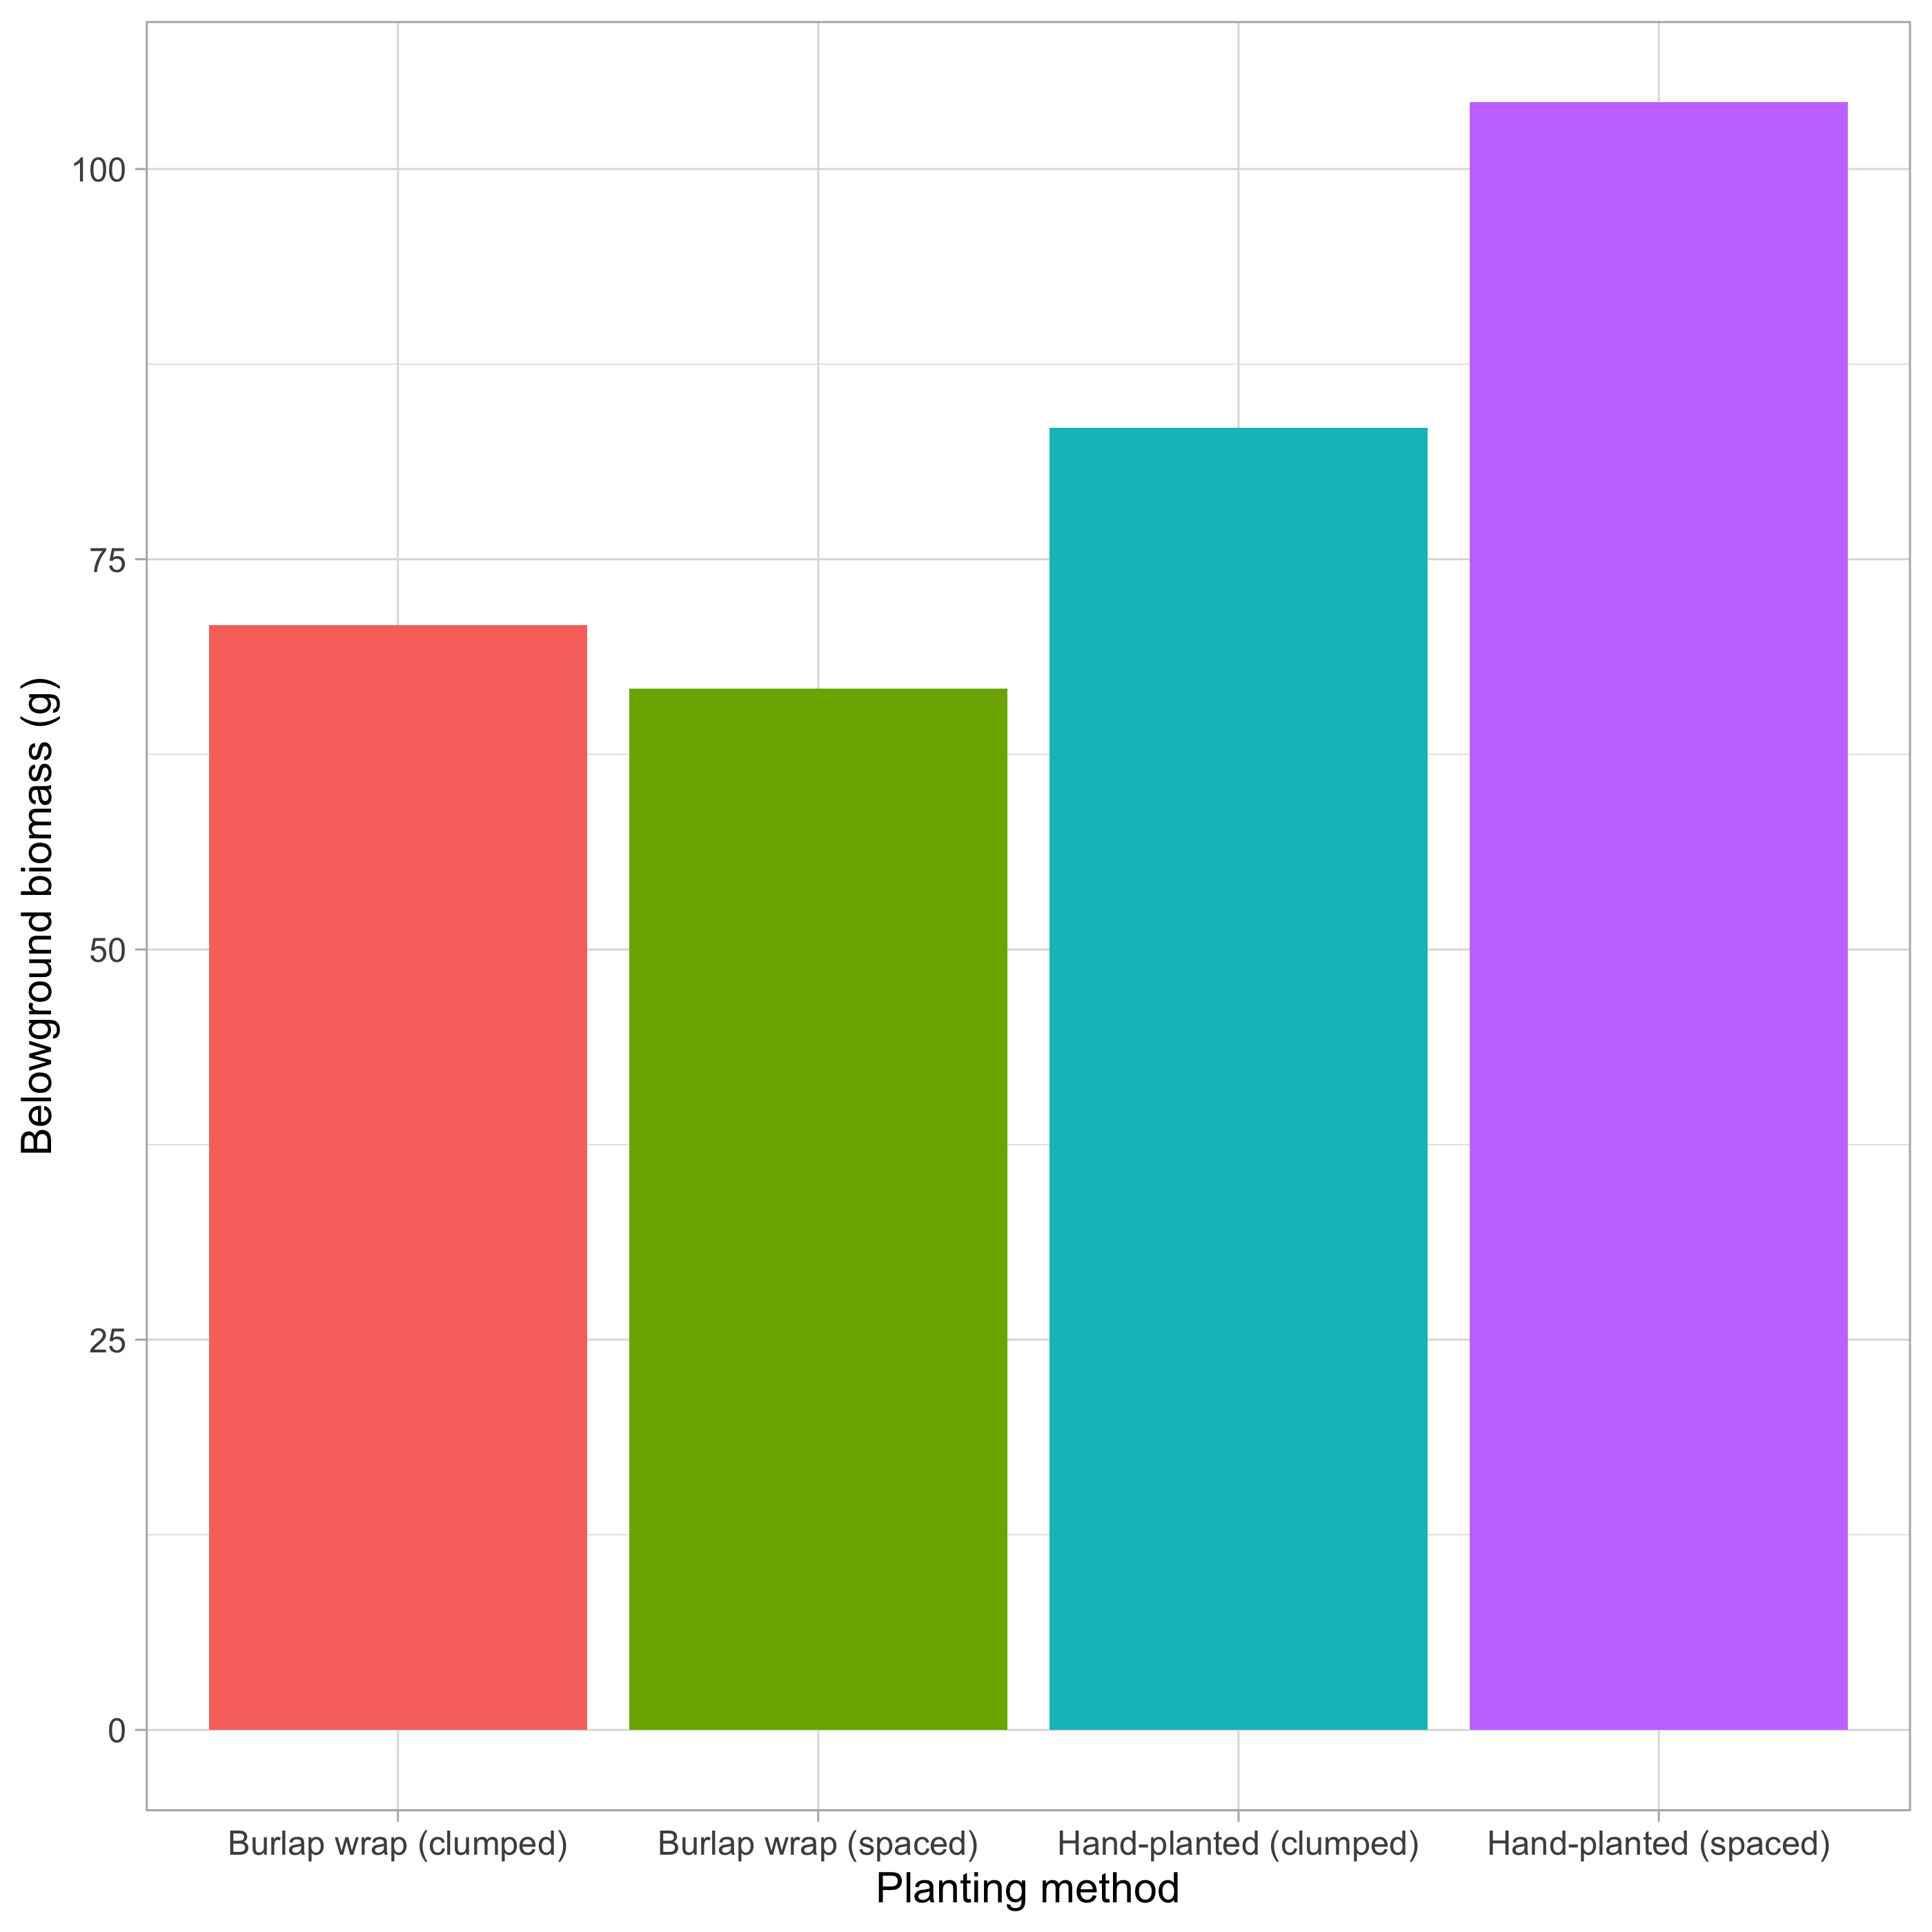 Belowground biomass (g)
100
75
50
25
0
Burlap wrap (clumped)
Burlap wrap (spaced)
Hand-planted (clumped)
Hand-planted (spaced)
Planting method